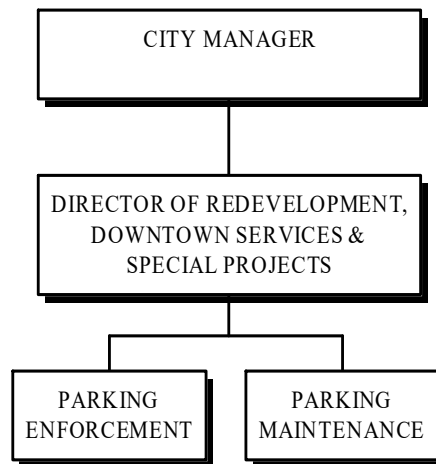 CITY MANAGER
DIRECTOR OF REDEVELOPMENT,
DOWNTOWN SERVICES &
SPECIAL PROJECTS
PARKING
ENFORCEMENT
PARKING
MAINTENANCE